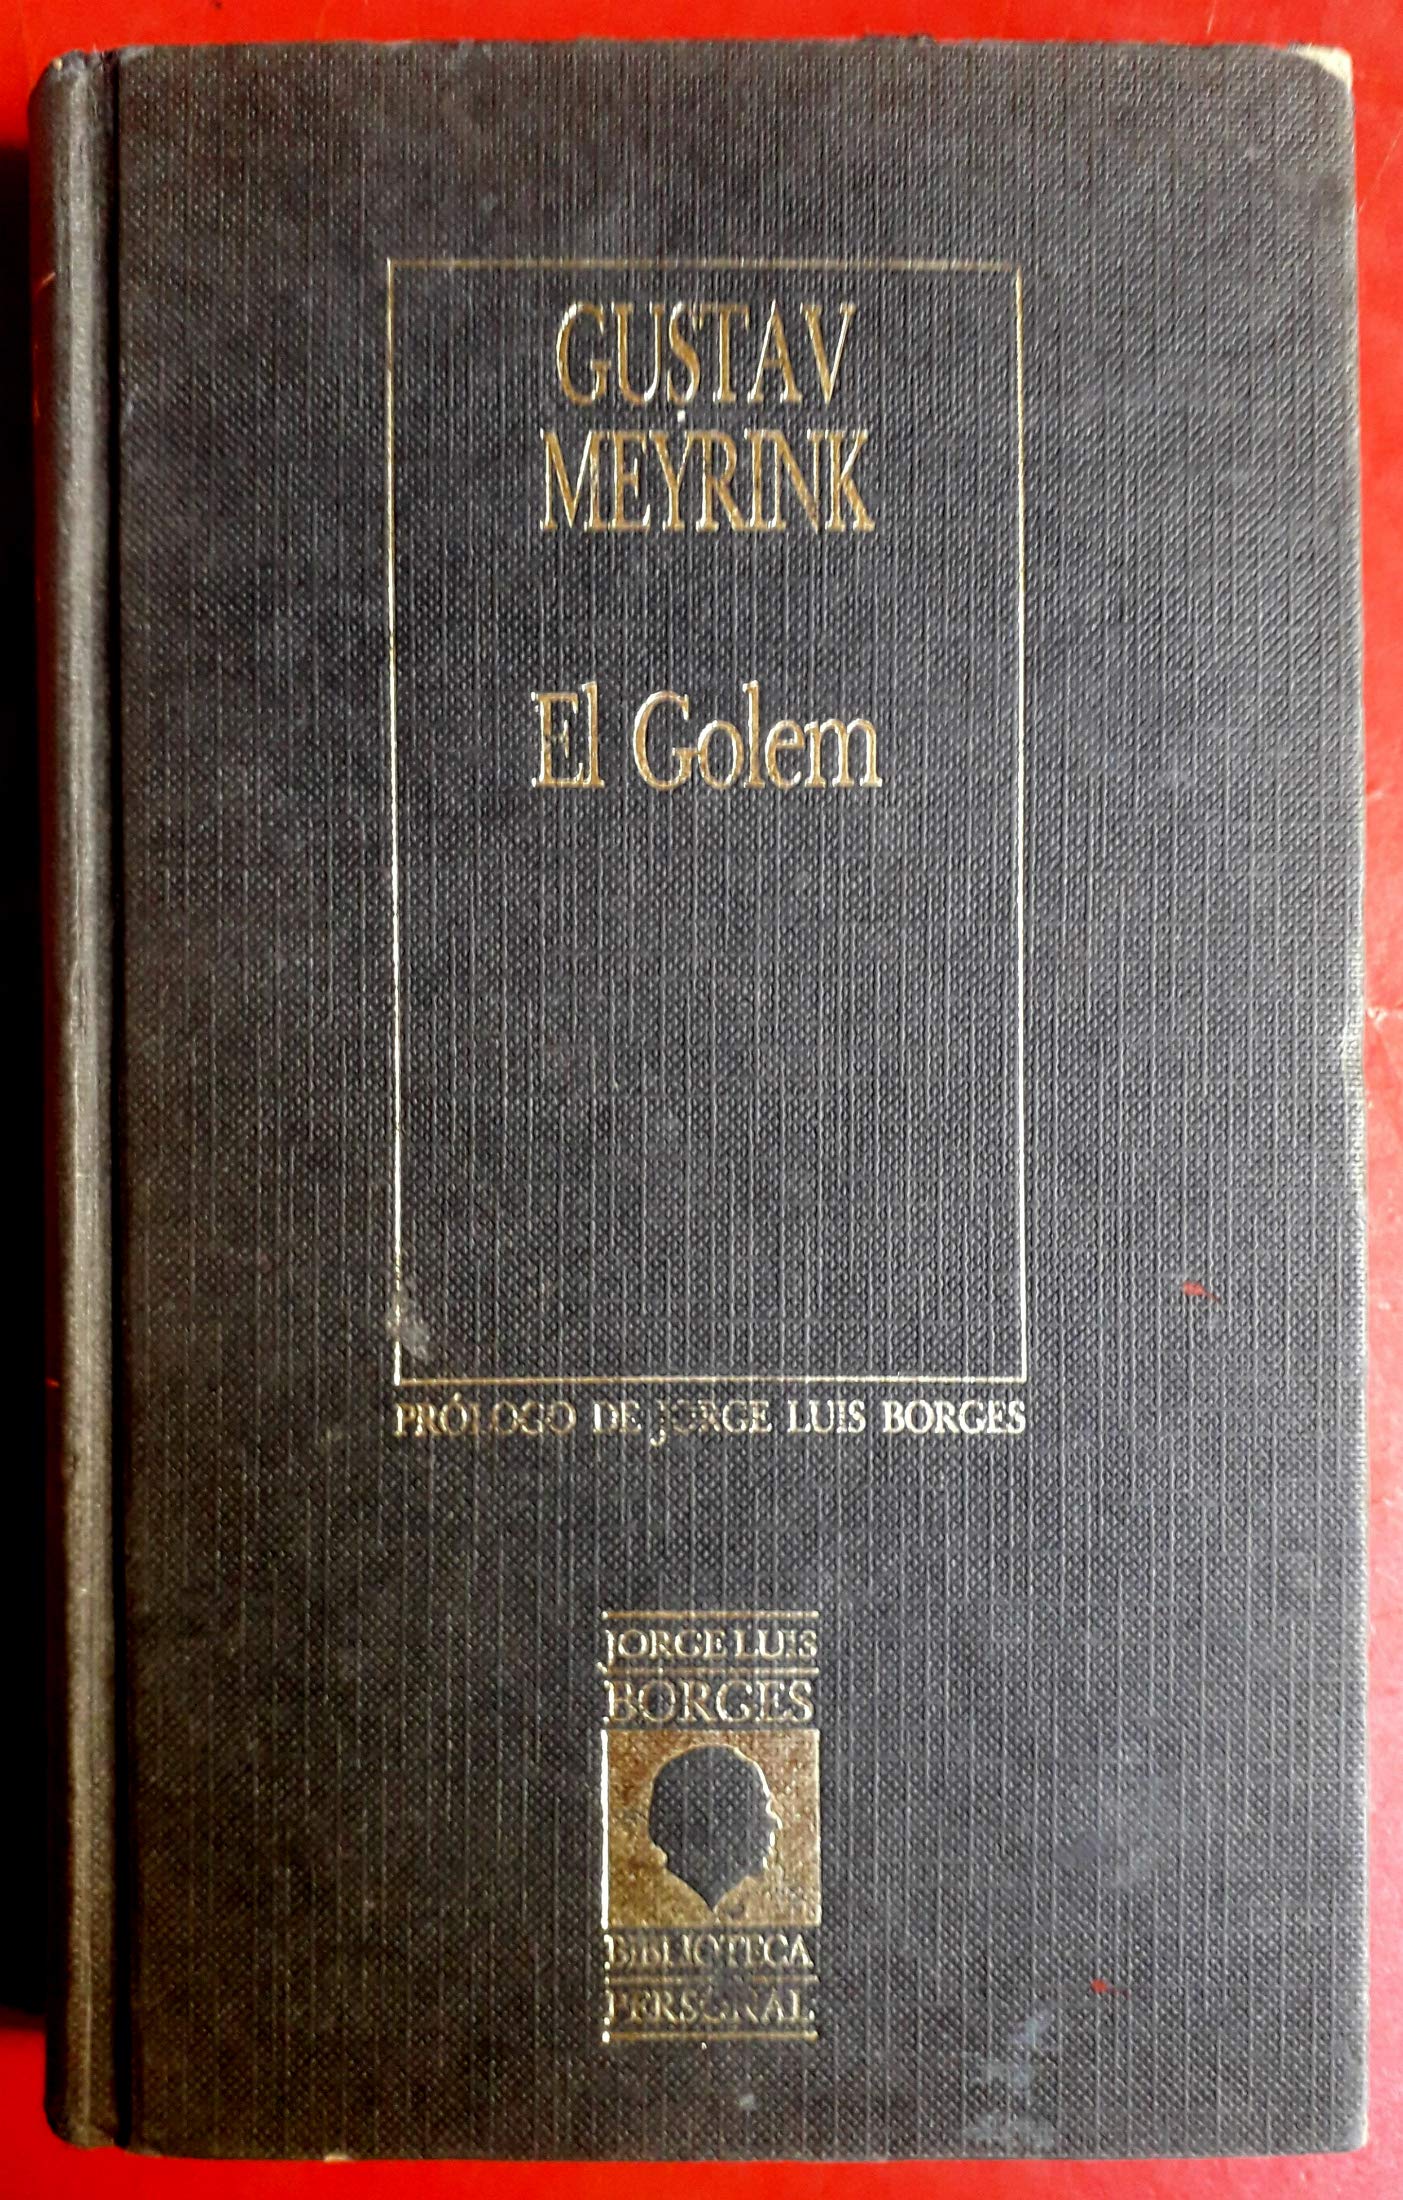 GUSTAV
MEYRINK
El Golem
PRÓLOGO DE JORGE LUIS BORGES
JORGE LUIS
BORGES
BIBLIOTECA
PERSONAL